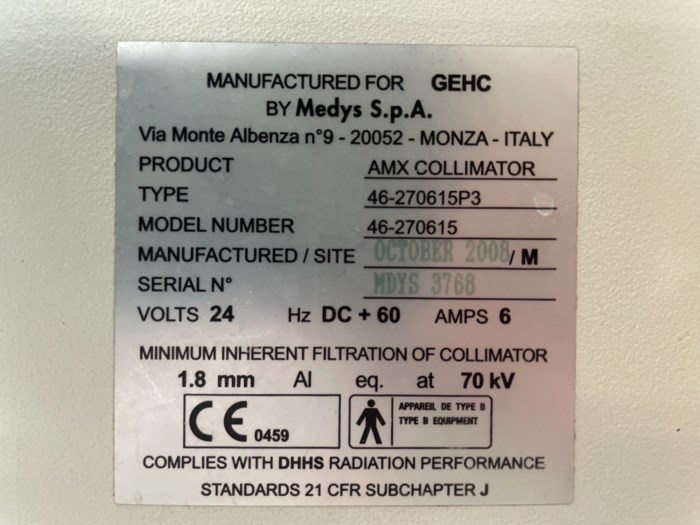 MANUFACTURED FOR GEHC
BY Medys S.p.A.
Via Monte Albenza n°9 - 20052 - MONZA - ITALY
PRODUCT AMX COLLIMATOR
TYPE 46-270615P3
MODEL NUMBER 46-270615
MANUFACTURED / SITE OCTOBER 2008 / M
SERIAL N° MDYS 3768
VOLTS 24 Hz DC + 60 AMPS 6
MINIMUM INHERENT FILTRATION OF COLLIMATOR
1.8 mm Al eq. at 70 kV
CE 0459
APPAREIL DE TYPE B
TYPE B EQUIPMENT
COMPLIES WITH DHHS RADIATION PERFORMANCE
STANDARDS 21 CFR SUBCHAPTER J